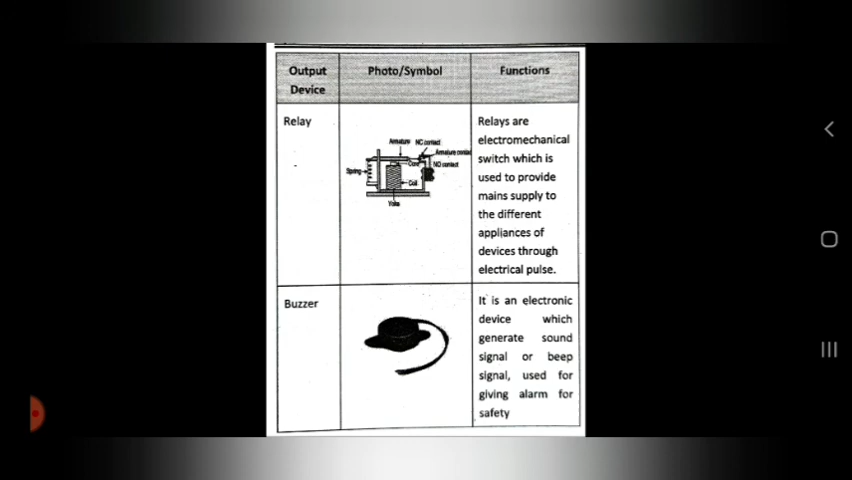 Output
Device
Photo/Symbol
Functions
Relay
Armature
NC contact
Armature contact
NO contact
Core
Spring
Coil
Yoke
Relays are
electromechanical
switch which is
used to provide
mains supply to
the different
appliances of
devices through
electrical pulse.
Buzzer
It is an electronic
device which
generate sound
signal or beep
signal, used for
giving alarm for
safety